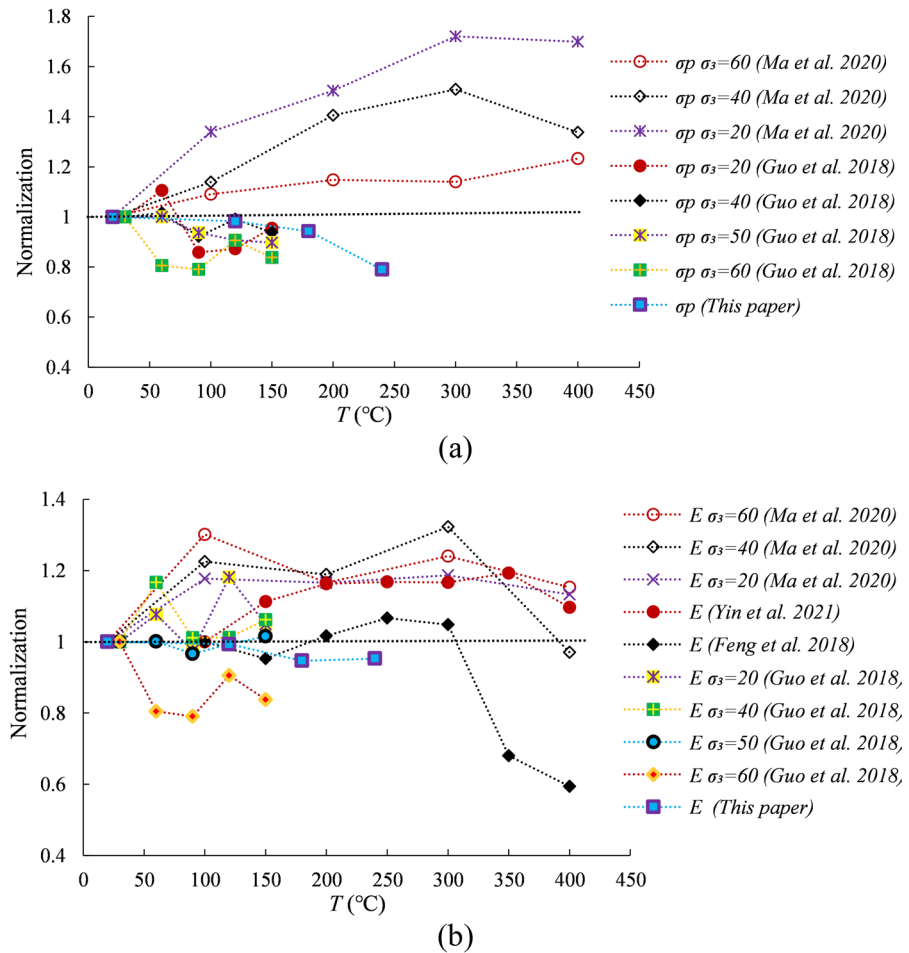 1.8
1.6
1.4
1.2
1
0.8
0.6
0.4
Normalization
0 50 100 150 200 250 300 350 400 450
T (°C)
σp σ₃=60 (Ma et al. 2020)
σp σ₃=40 (Ma et al. 2020)
σp σ₃=20 (Ma et al. 2020)
σp σ₃=20 (Guo et al. 2018)
σp σ₃=40 (Guo et al. 2018)
σp σ₃=50 (Guo et al. 2018)
σp σ₃=60 (Guo et al. 2018)
σp (This paper)
(a)
1.4
1.2
1
0.8
0.6
0.4
Normalization
0 50 100 150 200 250 300 350 400 450
T (°C)
E σ₃=60 (Ma et al. 2020)
E σ₃=40 (Ma et al. 2020)
E σ₃=20 (Ma et al. 2020)
E (Yin et al. 2021)
E (Feng et al. 2018)
E σ₃=20 (Guo et al. 2018,
E σ₃=40 (Guo et al. 2018,
E σ₃=50 (Guo et al. 2018,
E σ₃=60 (Guo et al. 2018,
E (This paper)
(b)